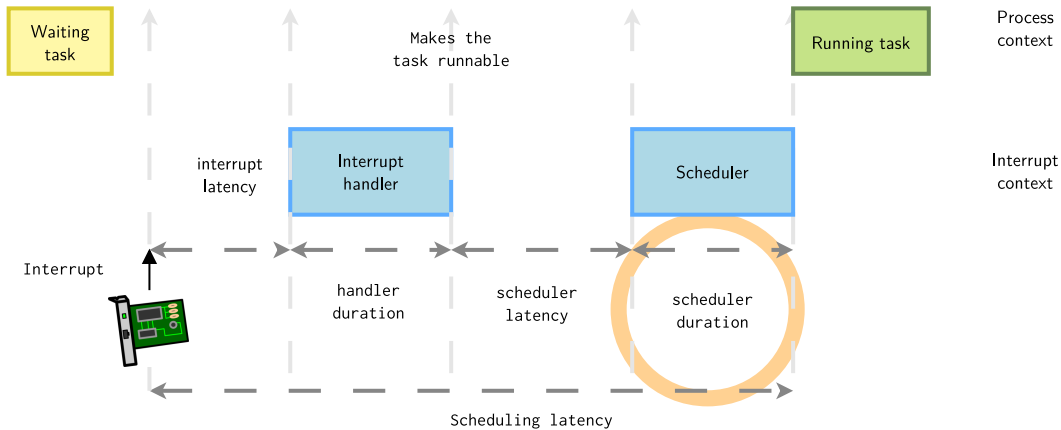 Waiting
task
Makes the
task runnable
Running task
Process
context
interrupt
latency
Interrupt
handler
Scheduler
Interrupt
context
Interrupt
handler
duration
scheduler
latency
scheduler
duration
Scheduling latency